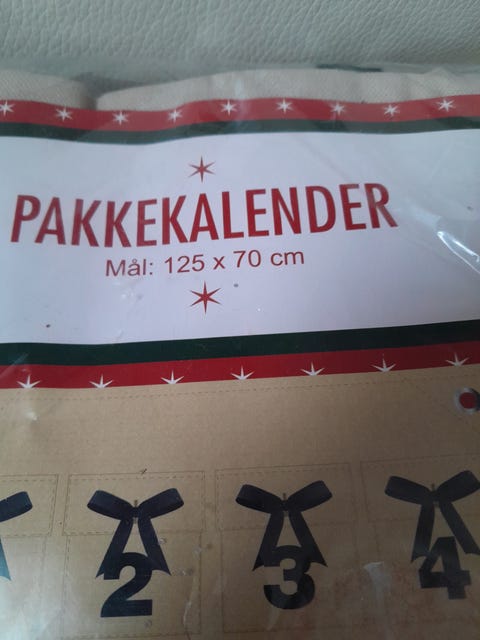 PAKKEKALENDER
Mål: 125 x 70 cm
2 3 4